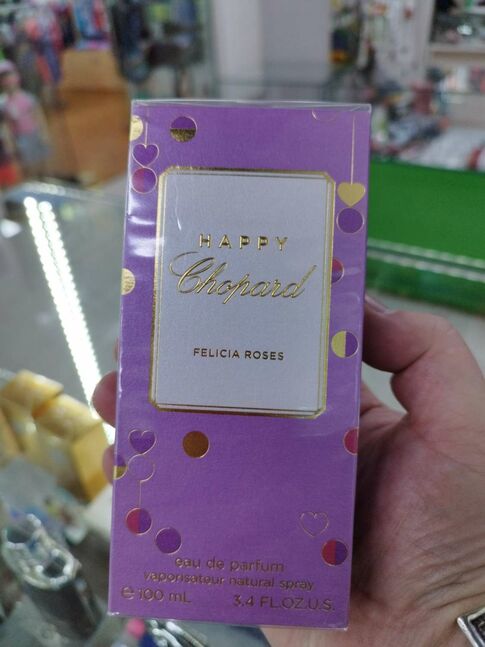 HAPPY
Chopard
FELICIA ROSES
eau de parfum
vaporisateur natural spray
℮ 100 mL 3.4 FL.OZ.U.S.